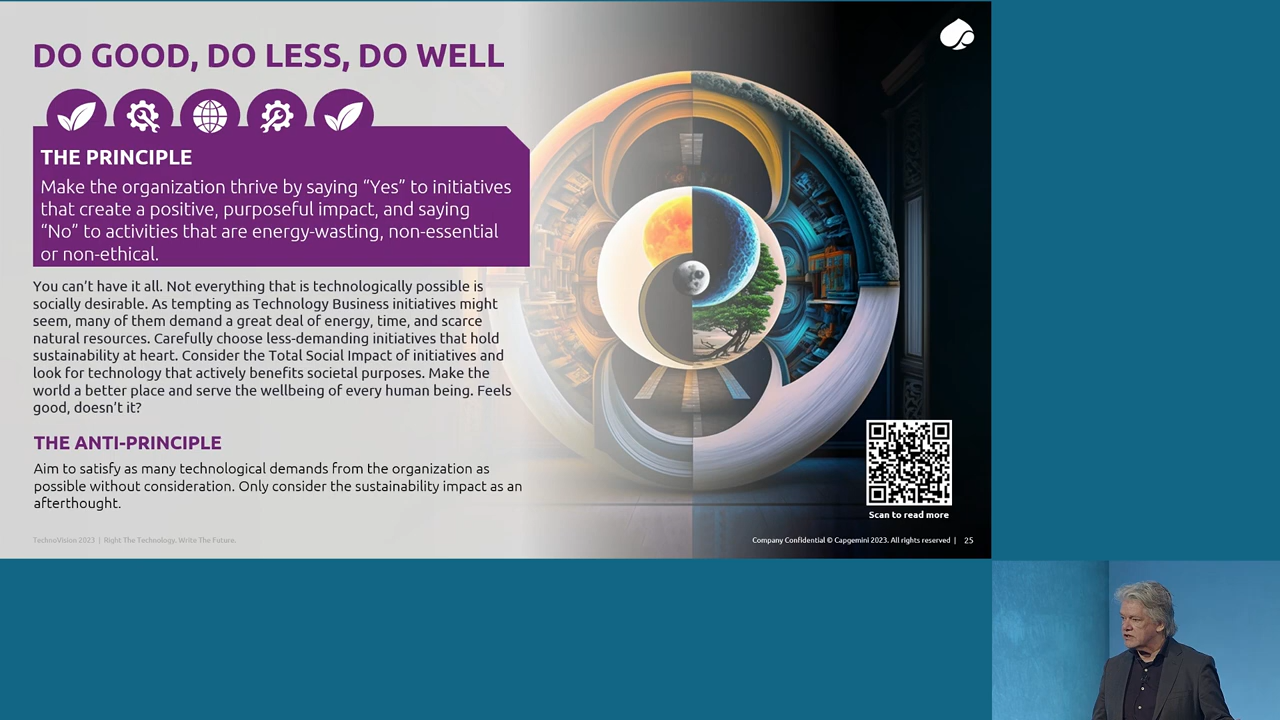 DO GOOD, DO LESS, DO WELL
THE PRINCIPLE
Make the organization thrive by saying “Yes” to initiatives
that create a positive, purposeful impact, and saying
“No” to activities that are energy-wasting, non-essential
or non-ethical.
You can’t have it all. Not everything that is technologically possible is
socially desirable. As tempting as Technology Business initiatives might
seem, many of them demand a great deal of energy, time, and scarce
natural resources. Carefully choose less-demanding initiatives that hold
sustainability at heart. Consider the Total Social Impact of initiatives and
look for technology that actively benefits societal purposes. Make the
world a better place and serve the wellbeing of every human being. Feels
good, doesn’t it?
THE ANTI-PRINCIPLE
Aim to satisfy as many technological demands from the organization as
possible without consideration. Only consider the sustainability impact as an
afterthought.
Scan to read more
TechnoVision 2023 | Right The Technology. Write The Future.
Company Confidential © Capgemini 2023. All rights reserved | 25